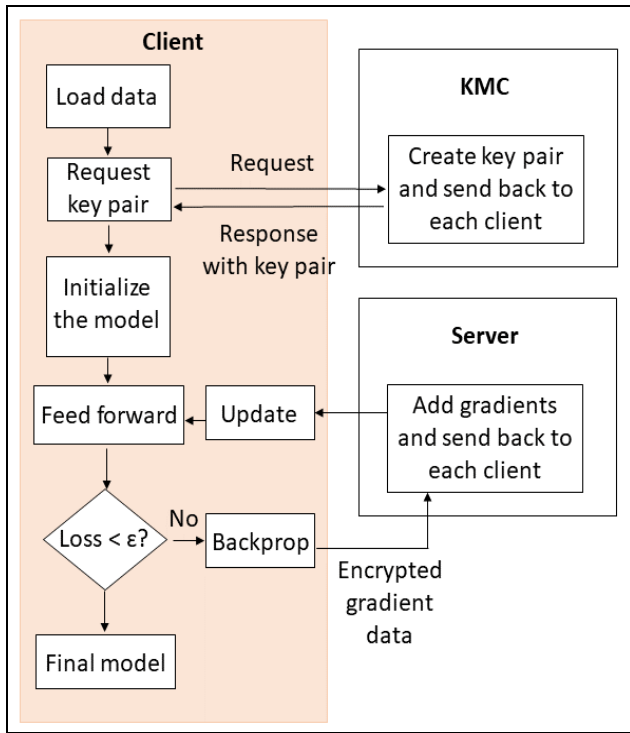 Client
Load data
Request
key pair
Request
Response
with key pair
KMC
Create key pair
and send back to
each client
Initialize
the model
Server
Feed forward
Update
Add gradients
and send back to
each client
Loss < ε?
No
Backprop
Encrypted
gradient
data
Final model